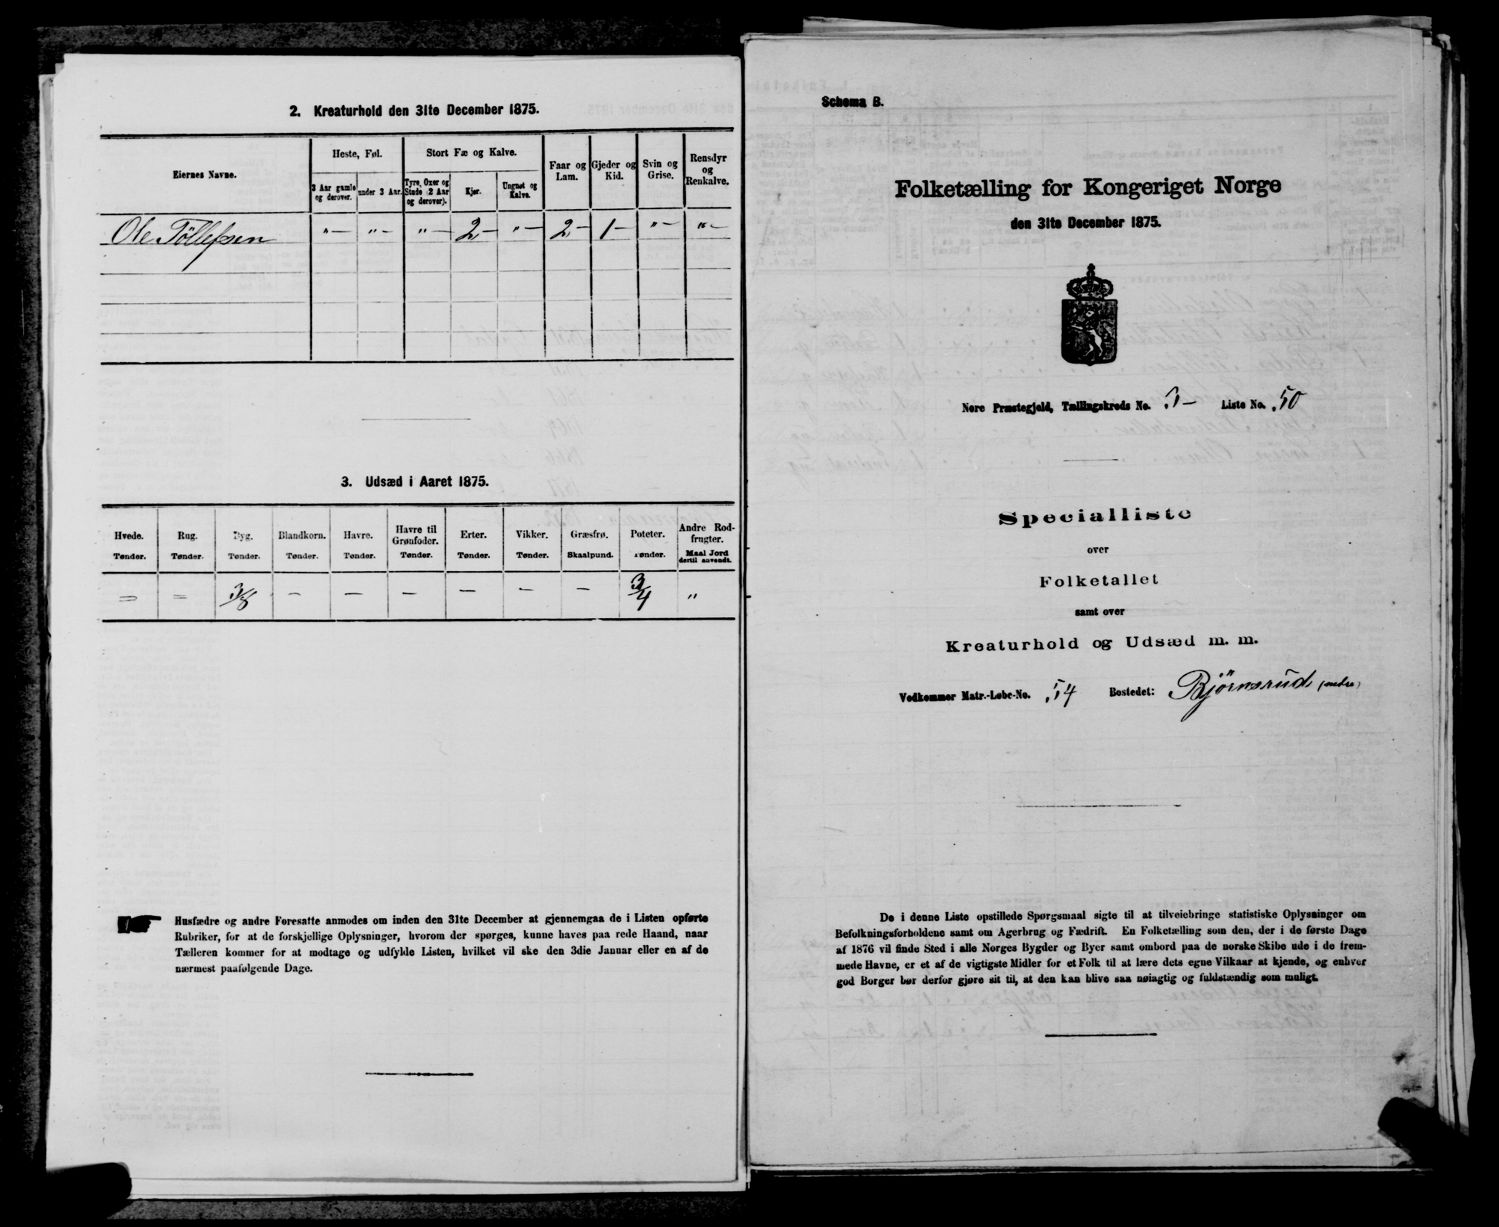 2. Kreaturhold den 31te December 1875.
Eiernes Navne.
Heste, Føl.
3 Aar gamle og derover.
under 3 Aar.
Stort Fæ og Kalve.
Tyre, Oxer og Stude (2 Aar og derover).
Kjør.
Ungnøt og Kalve.
Faar og Lam.
Gjeder og Kid.
Svin og Grise.
Rensdyr og Renkalve.
Ole Tollefsen " — " — " — 2 — " — 2 — 1 — " — " —
3. Udsæd i Aaret 1875.
Hvede. Rug. Byg. Blandkorn. Havre. Havre til Grønfoder. Erter. Vikker. Græsfrø. Poteter. Andre Rodfrugter.
Tønder. Tønder. Tønder. Tønder. Tønder. Tønder. Tønder. Tønder. Skaalpund. Tønder. Maal Jord dertil anvendt.
— — 3/8 — — — — — — 3/4 "
Husfædre og andre Foresatte anmodes om inden den 31te December at gjennemgaa de i Listen opførte
Rubriker, for at de forskjellige Oplysninger, hvorom der spørges, kunne haves paa rede Haand, naar
Tælleren kommer for at modtage og udfylde Listen, hvilket vil ske den 3die Januar eller en af de
nærmest paafølgende Dage.
Schema B.
Folketælling for Kongeriget Norge
den 31te December 1875.
Nore Præstegjeld, Tællingskreds No. 3 — Liste No. 50
Specialliste
over
Folketallet
samt over
Kreaturhold og Udsæd m. m.
Vedkommer Matr.-Løbe-No. 54 Bostedet: Bjørnsrud
De i denne Liste opstillede Spørgsmaal sigte til at tilveiebringe statistiske Oplysninger om
Befolkningsforholdene samt om Agerbrug og Fædrift. En Folketælling som den, der i de første Dage
af 1876 vil finde Sted i alle Norges Bygder og Byer samt ombord paa de norske Skibe ude i de frem-
mede Havne, er et af de vigtigste Midler for et Folk til at lære dets egne Vilkaar at kjende, og enhver
god Borger bør derfor gjøre sit til, at den kan blive saa nøiagtig og fuldstændig som muligt.